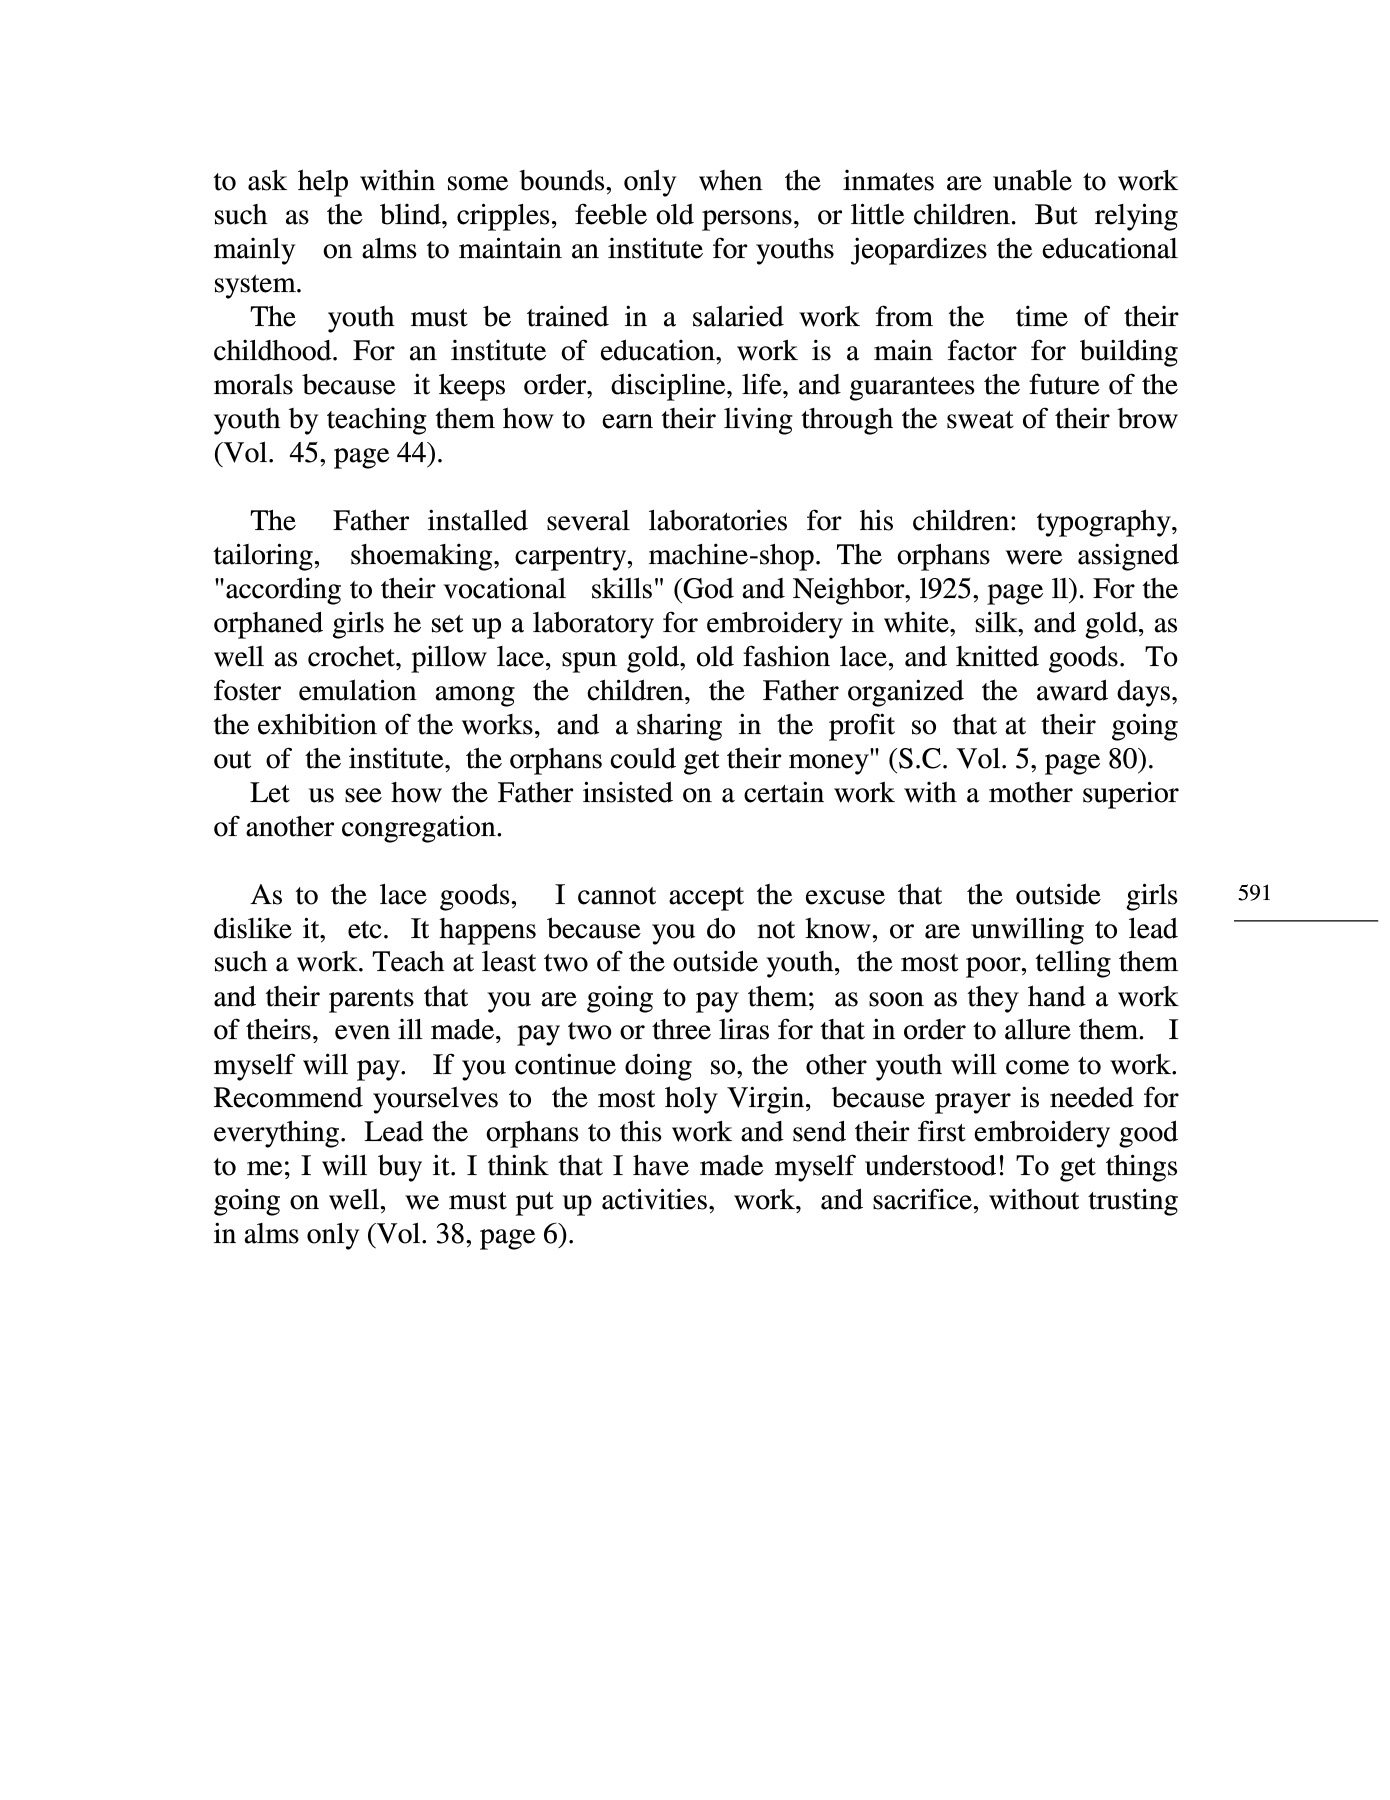 to ask help within some bounds, only when the inmates are unable to work
such as the blind, cripples, feeble old persons, or little children. But relying
mainly on alms to maintain an institute for youths jeopardizes the educational
system.
The youth must be trained in a salaried work from the time of their
childhood. For an institute of education, work is a main factor for building
morals because it keeps order, discipline, life, and guarantees the future of the
youth by teaching them how to earn their living through the sweat of their brow
(Vol. 45, page 44).
The Father installed several laboratories for his children: typography,
tailoring, shoemaking, carpentry, machine-shop. The orphans were assigned
"according to their vocational skills" (God and Neighbor, l925, page ll). For the
orphaned girls he set up a laboratory for embroidery in white, silk, and gold, as
well as crochet, pillow lace, spun gold, old fashion lace, and knitted goods. To
foster emulation among the children, the Father organized the award days,
the exhibition of the works, and a sharing in the profit so that at their going
out of the institute, the orphans could get their money" (S.C. Vol. 5, page 80).
Let us see how the Father insisted on a certain work with a mother superior
of another congregation.
As to the lace goods, I cannot accept the excuse that the outside girls
dislike it, etc. It happens because you do not know, or are unwilling to lead
such a work. Teach at least two of the outside youth, the most poor, telling them
and their parents that you are going to pay them; as soon as they hand a work
of theirs, even ill made, pay two or three liras for that in order to allure them. I
myself will pay. If you continue doing so, the other youth will come to work.
Recommend yourselves to the most holy Virgin, because prayer is needed for
everything. Lead the orphans to this work and send their first embroidery good
to me; I will buy it. I think that I have made myself understood! To get things
going on well, we must put up activities, work, and sacrifice, without trusting
in alms only (Vol. 38, page 6).
591